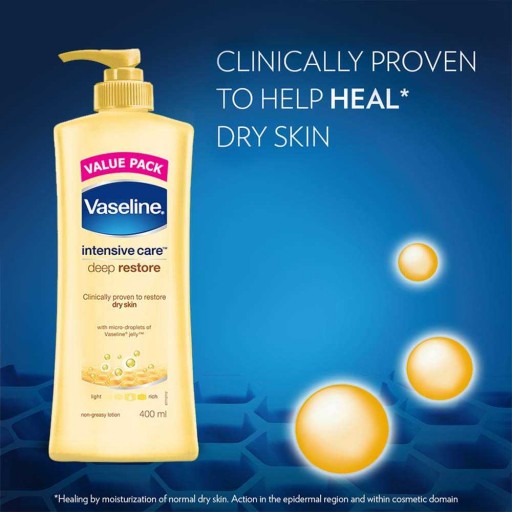 CLINICALLY PROVEN
TO HELP HEAL*
DRY SKIN
VALUE PACK
Vaseline.
intensive care™
deep restore
Clinically proven to restore
dry skin
with micro-droplets of
Vaseline® jelly™
light rich
non-greasy lotion 400 ml
*Healing by moisturization of normal dry skin. Action in the epidermal region and within cosmetic domain